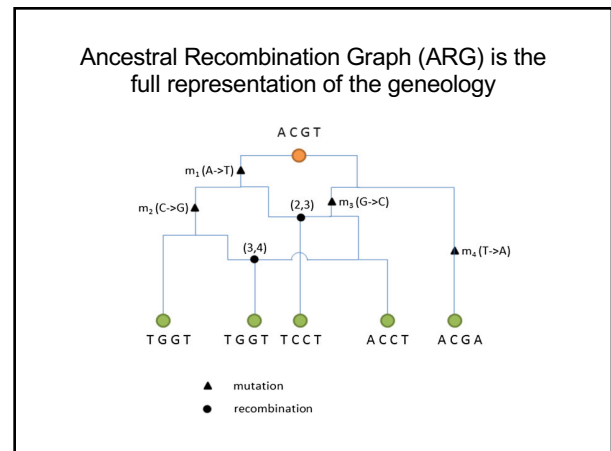 Ancestral Recombination Graph (ARG) is the
full representation of the geneology
A C G T
m₁ (A->T)
(2,3)
m₂ (C->G)
m₃ (G->C)
(3,4)
m₄ (T->A)
T G G T
T G G T
T C C T
A C C T
A C G A
mutation
recombination